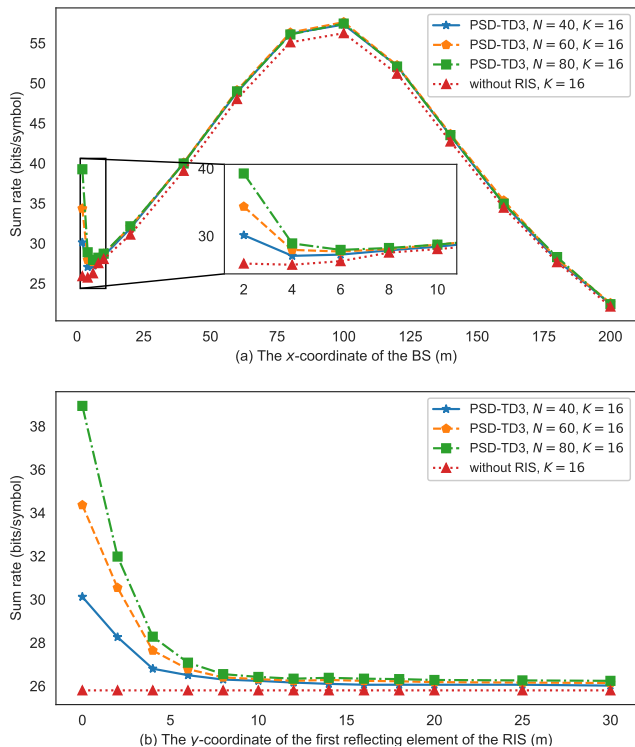 PSD-TD3, N = 40, K = 16
PSD-TD3, N = 60, K = 16
PSD-TD3, N = 80, K = 16
without RIS, K = 16
Sum rate (bits/symbol)
55
50
45
40
35
30
25
40
30
2 4 6 8 10
0 25 50 75 100 125 150 175 200
(a) The x-coordinate of the BS (m)
PSD-TD3, N = 40, K = 16
PSD-TD3, N = 60, K = 16
PSD-TD3, N = 80, K = 16
without RIS, K = 16
Sum rate (bits/symbol)
38
36
34
32
30
28
26
0 5 10 15 20 25 30
(b) The y-coordinate of the first reflecting element of the RIS (m)